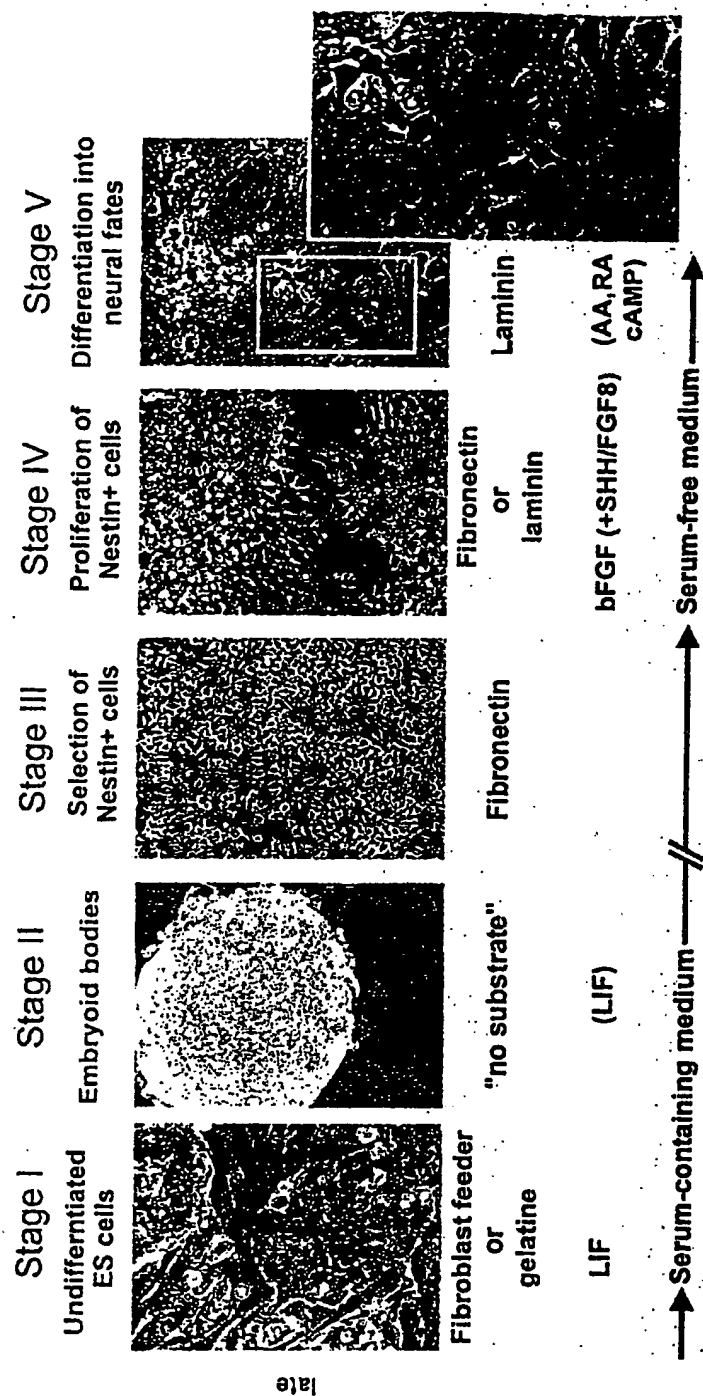 Stage I
Undifferntiated
ES cells
Stage II
Embryoid bodies
Stage III
Selection of
Nestin+ cells
Stage IV
Proliferation of
Nestin+ cells
Stage V
Differentiation into
neural fates
late
Fibroblast feeder
or
gelatine
"no substrate"
Fibronectin
Fibronectin
or
laminin
Laminin
LIF
(LIF)
bFGF (+SHH/FGF8)
(AA,RA
cAMP)
Serum-containing medium
Serum-free medium